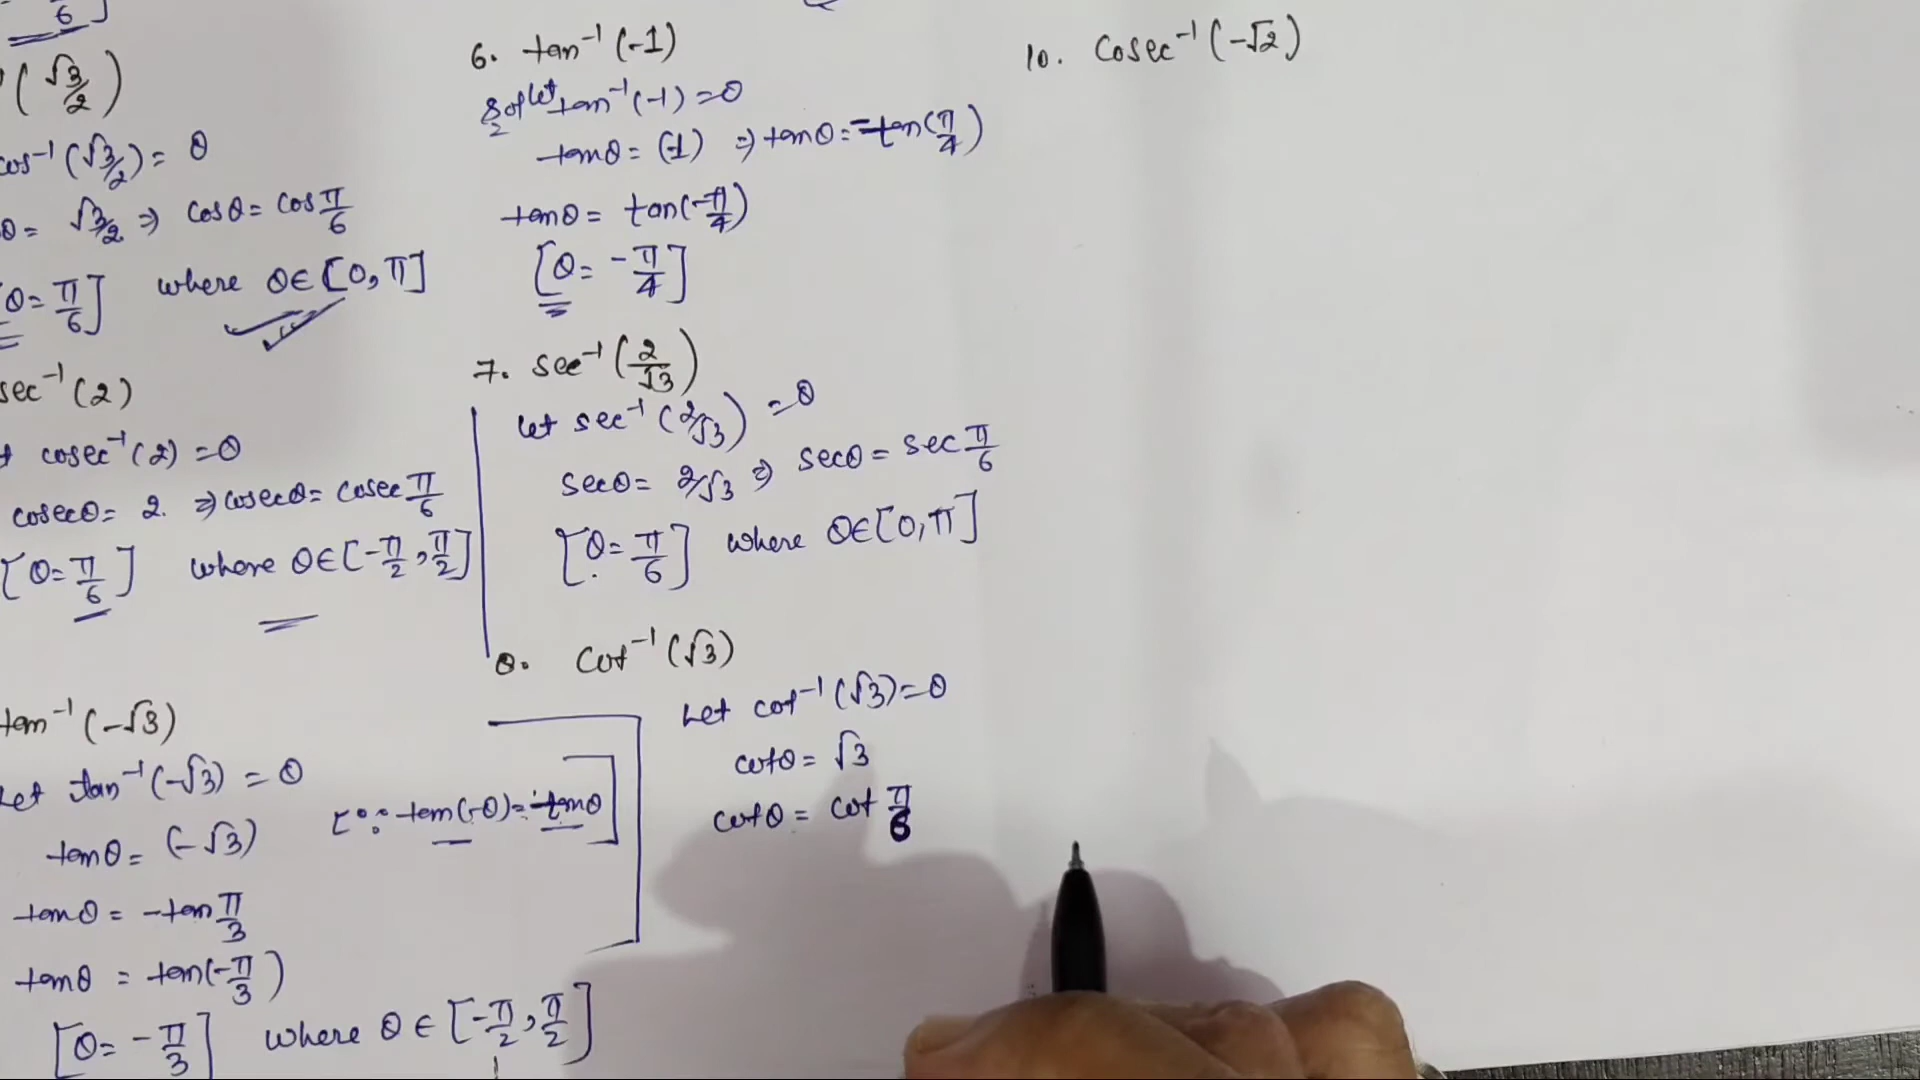 6
(√3/2)
cos⁻¹(√3/2) = θ
θ = √3/2 ⇒ cosθ = cos π/6
[θ = π/6] where θ∈[0, π]
sec⁻¹(2)
cosec⁻¹(2) = θ
cosecθ = 2. ⇒ cosecθ = cosec π/6
[θ = π/6] where θ∈[-π/2, π/2]
tan⁻¹(-√3)
Let tan⁻¹(-√3) = θ
tanθ = (-√3) [∵ tan(-θ) = -tanθ]
tanθ = -tan π/3
tanθ = tan(-π/3)
[θ = -π/3] where θ ∈ [-π/2, π/2]
6. tan⁻¹(-1)
Sol let tan⁻¹(-1) = θ
tanθ = (-1) ⇒ tanθ = -tan(π/4)
tanθ = tan(-π/4)
[θ = -π/4]
7. sec⁻¹(2/√3)
Let sec⁻¹(2/√3) = θ
secθ = 2/√3 ⇒ secθ = sec π/6
[θ = π/6] where θ∈[0, π]
8. cot⁻¹(√3)
Let cot⁻¹(√3) = θ
cotθ = √3
cotθ = cot π/6
10. Cosec⁻¹(-√2)